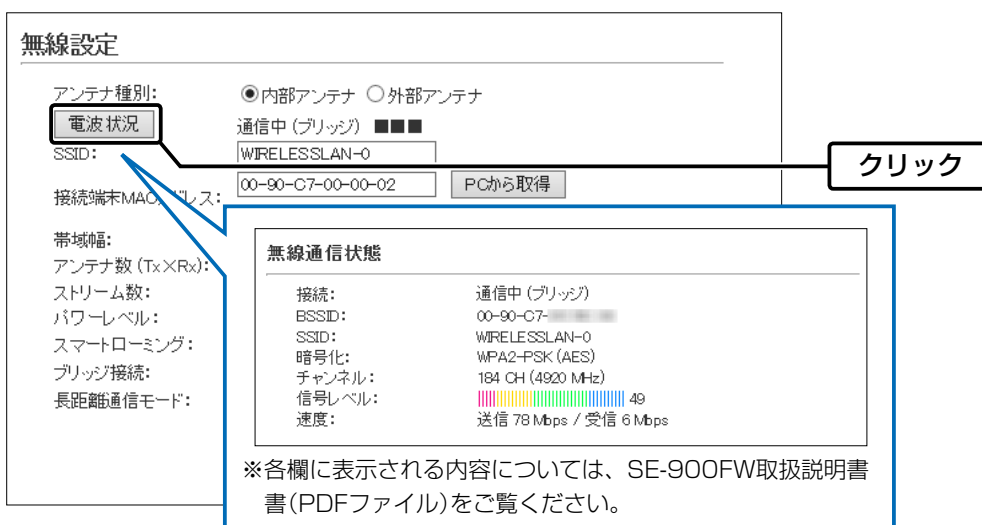 無線設定
アンテナ種別: 内部アンテナ 外部アンテナ
電波状況 通信中 (ブリッジ)
SSID: WIRELESSLAN-0
クリック
接続端末MAC ドレス: 00-90-C7-00-00-02 PCから取得
帯域幅:
アンテナ数 (Tx×Rx):
ストリーム数:
パワーレベル:
スマートローミング:
ブリッジ接続:
長距離通信モード:
無線通信状態
接続: 通信中 (ブリッジ)
BSSID: 00-90-C7-
SSID: WIRELESSLAN-0
暗号化: WPA2-PSK (AES)
チャンネル: 184 CH (4920 MHz)
信号レベル: 49
速度: 送信 78 Mbps / 受信 6 Mbps
※各欄に表示される内容については、SE-900FW取扱説明書
書(PDFファイル)をご覧ください。